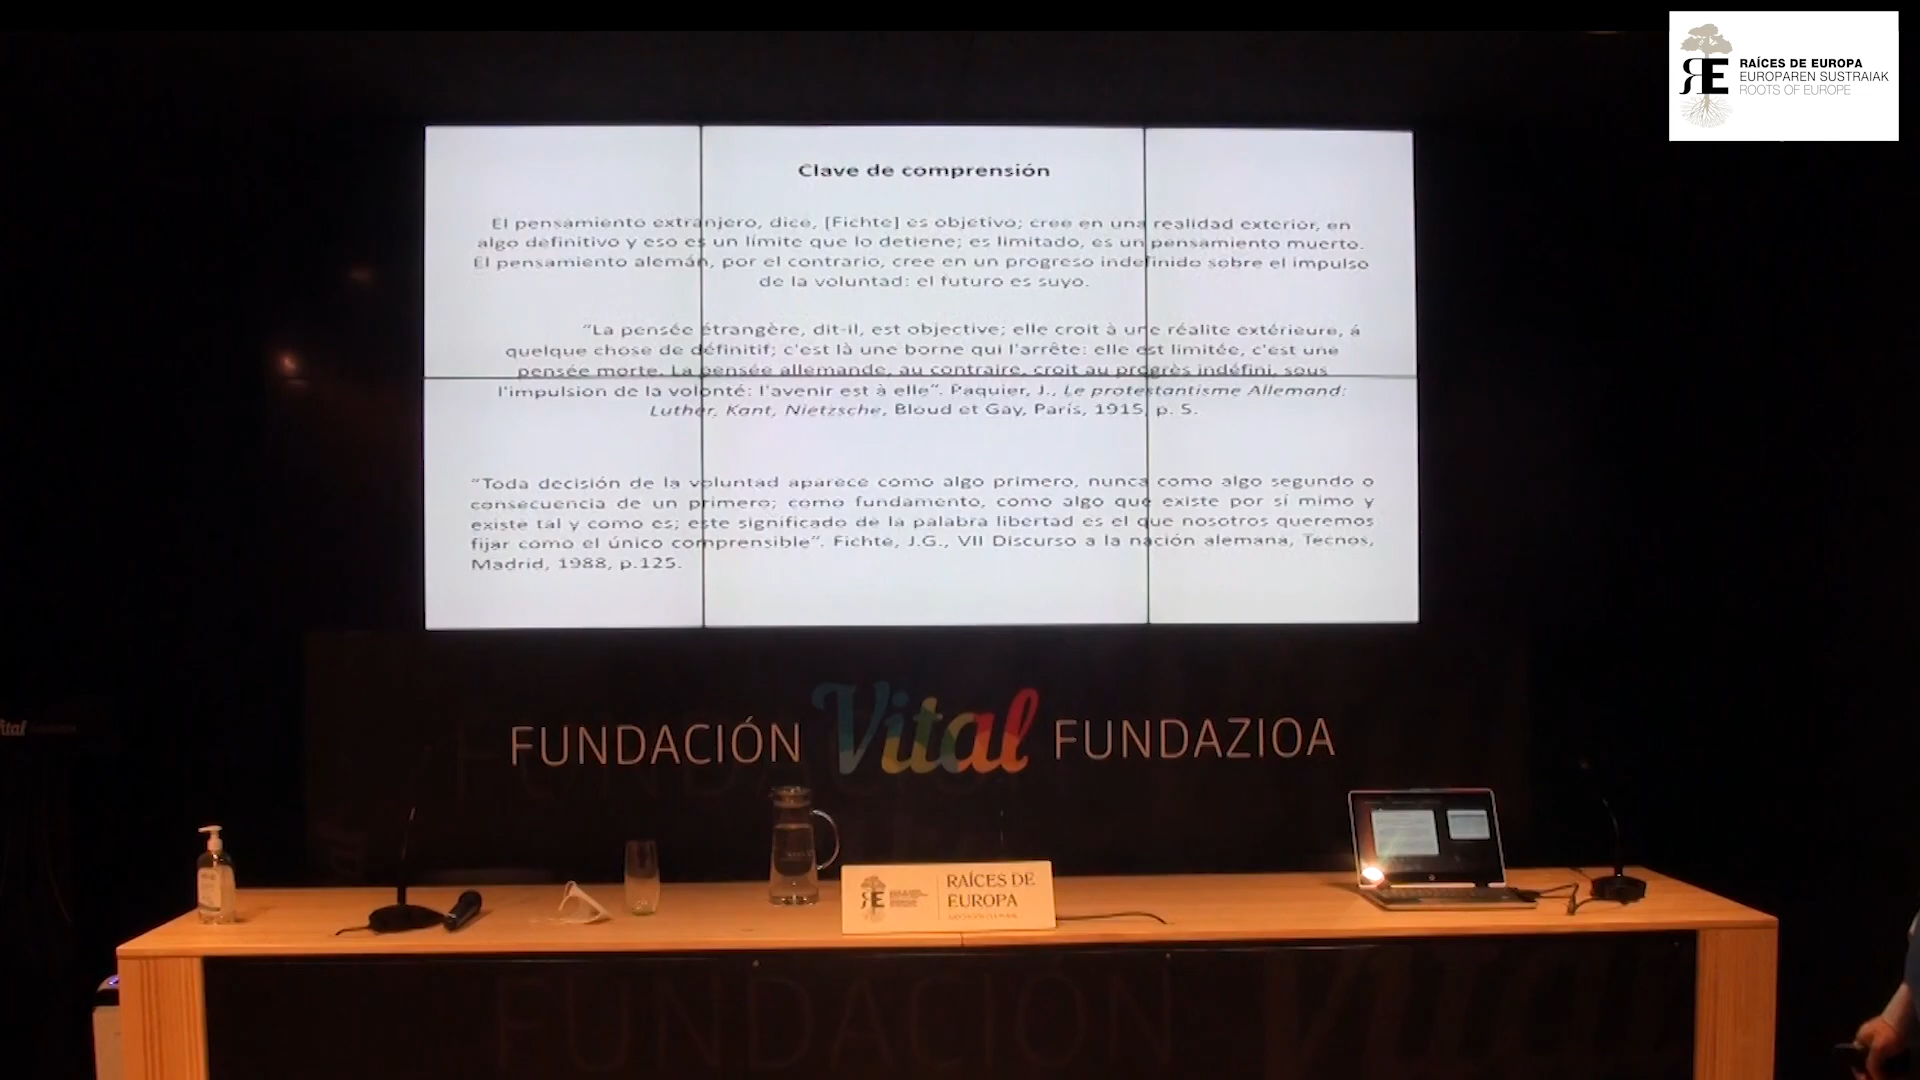 RAÍCES DE EUROPA
EUROPAREN SUSTRAIAK
ROOTS OF EUROPE
RE
Clave de comprensión
El pensamiento extranjero, dice, [Fichte] es objetivo; cree en una realidad exterior, en
algo definitivo y eso es un límite que lo detiene; es limitado, es un pensamiento muerto.
El pensamiento alemán, por el contrario, cree en un progreso indefinido sobre el impulso
de la voluntad: el futuro es suyo.
“La pensée étrangère, dit-il, est objective; elle croit à une réalite extérieure, á
quelque chose de définitif; c'est là une borne qui l'arrête: elle est limitée, c'est une
pensée morte. La pensée allemande, au contraire, croit au progrès indéfini, sous
l'impulsion de la volonté: l'avenir est à elle”. Paquier, J., Le protestantisme Allemand:
Luther, Kant, Nietzsche, Bloud et Gay, París, 1915, p. 5.
“Toda decisión de la voluntad aparece como algo primero, nunca como algo segundo o
consecuencia de un primero; como fundamento, como algo que existe por sí mimo y
existe tal y como es; este significado de la palabra libertad es el que nosotros queremos
fijar como el único comprensible”. Fichte, J.G., VII Discurso a la nación alemana, Tecnos,
Madrid, 1988, p.125.
FUNDACIÓN Vital FUNDAZIOA
RE
RAÍCES DE
EUROPA
FUNDACIÓN Vital